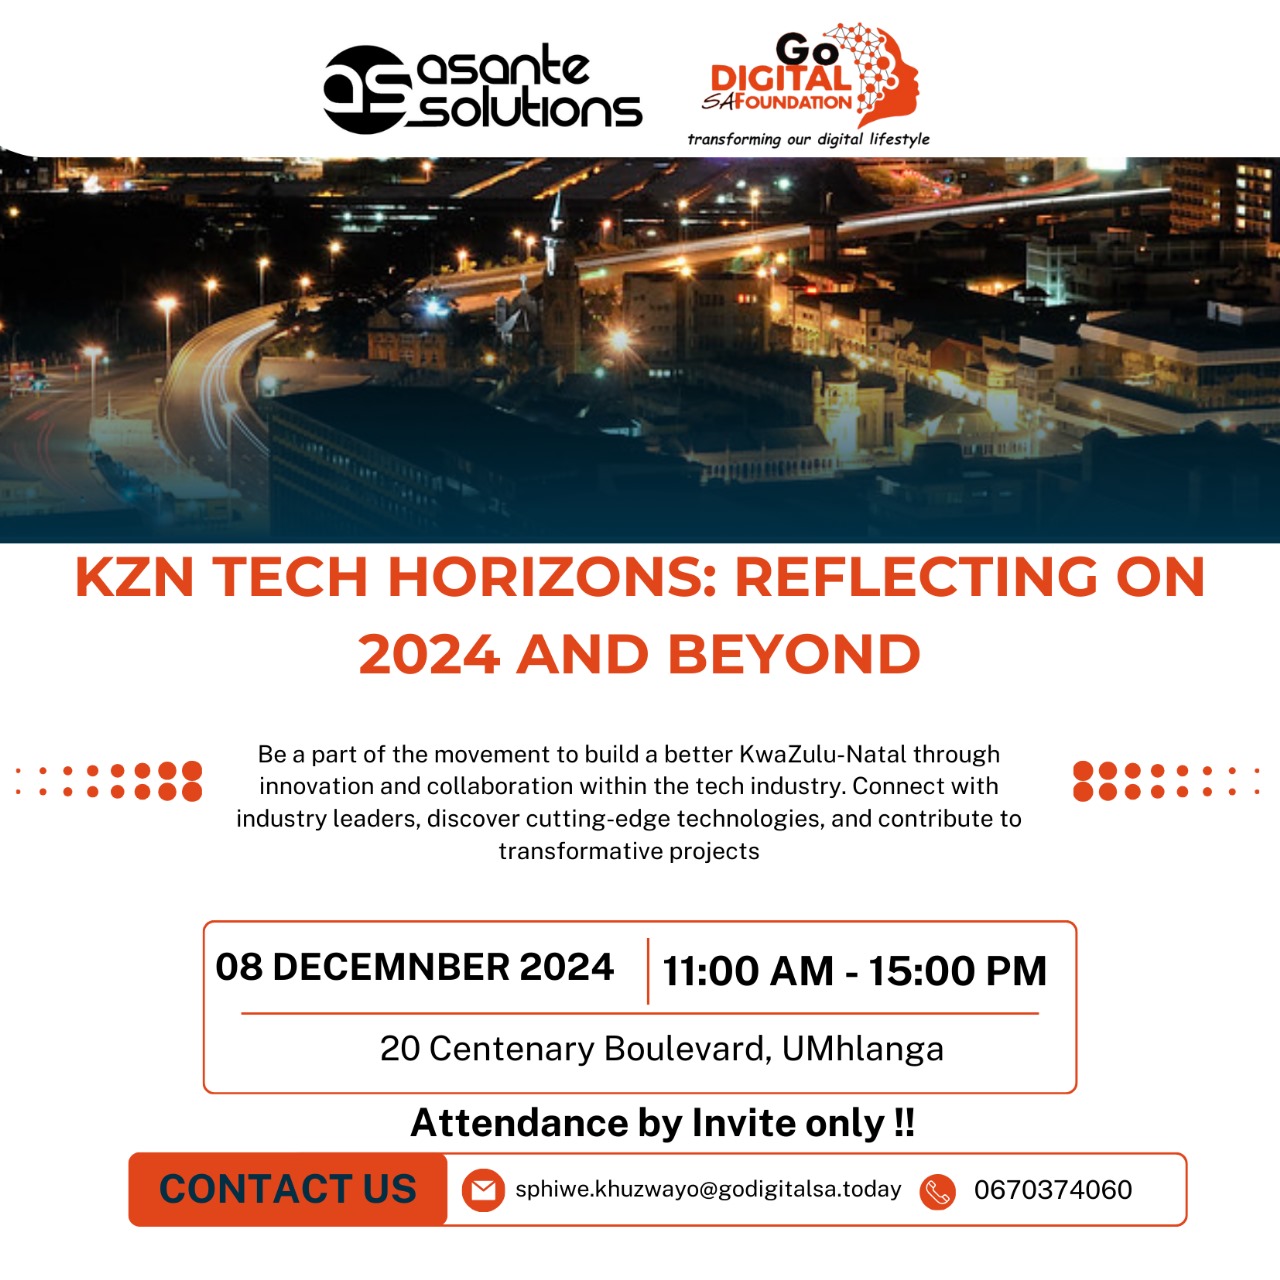 as asante
solutions
Go
DIGITAL
SAFOUNDATION
transforming our digital lifestyle
KZN TECH HORIZONS: REFLECTING ON
2024 AND BEYOND
Be a part of the movement to build a better KwaZulu-Natal through
innovation and collaboration within the tech industry. Connect with
industry leaders, discover cutting-edge technologies, and contribute to
transformative projects
08 DECEMNBER 2024 11:00 AM - 15:00 PM
20 Centenary Boulevard, UMhlanga
Attendance by Invite only !!
CONTACT US sphiwe.khuzwayo@godigitalsa.today 0670374060